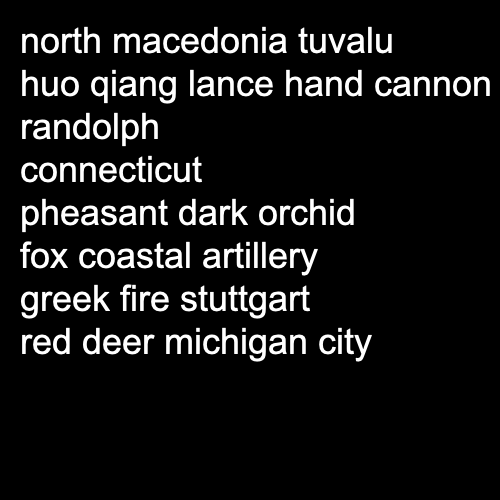 north macedonia tuvalu
huo qiang lance hand cannon
randolph
connecticut
pheasant dark orchid
fox coastal artillery
greek fire stuttgart
red deer michigan city